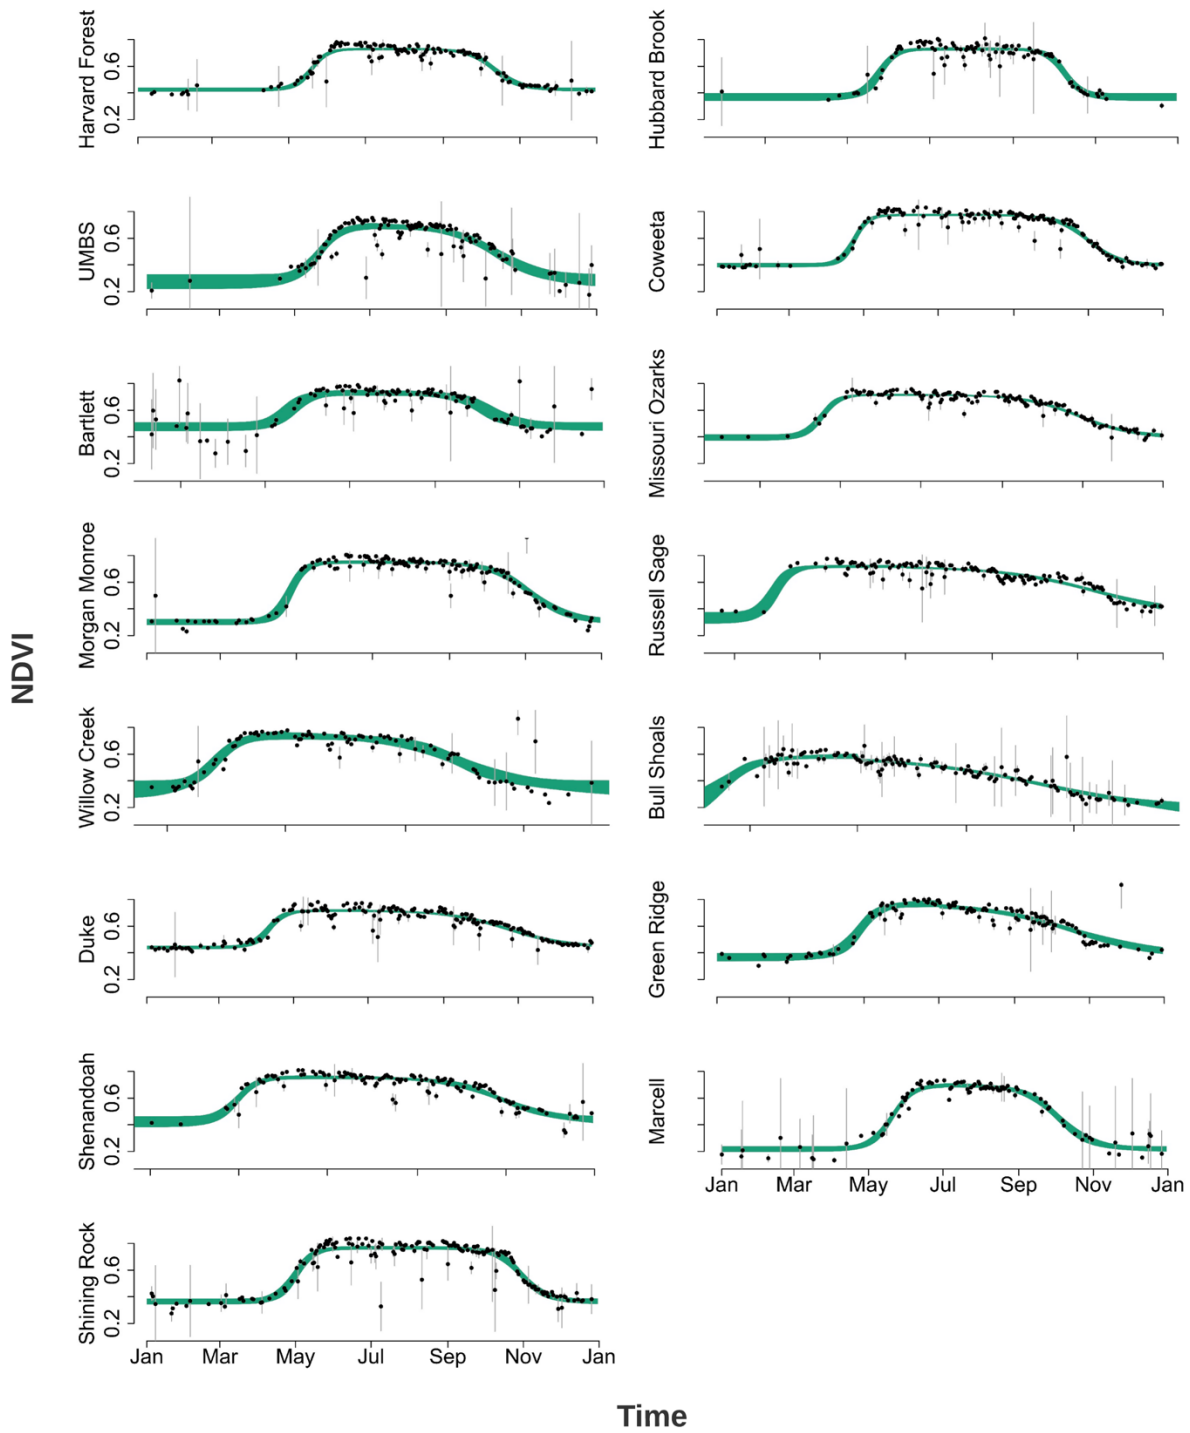 Harvard Forest
0.2 0.6
Hubbard Brook
UMBS
0.2 0.6
Coweeta
Bartlett
0.2 0.6
Missouri Ozarks
Morgan Monroe
0.2 0.6
Russell Sage
NDVI
Willow Creek
0.2 0.6
Bull Shoals
Duke
0.2 0.6
Green Ridge
Shenandoah
0.2 0.6
Marcell
Jan Mar May Jul Sep Nov Jan
Shining Rock
0.2 0.6
Jan Mar May Jul Sep Nov Jan
Time